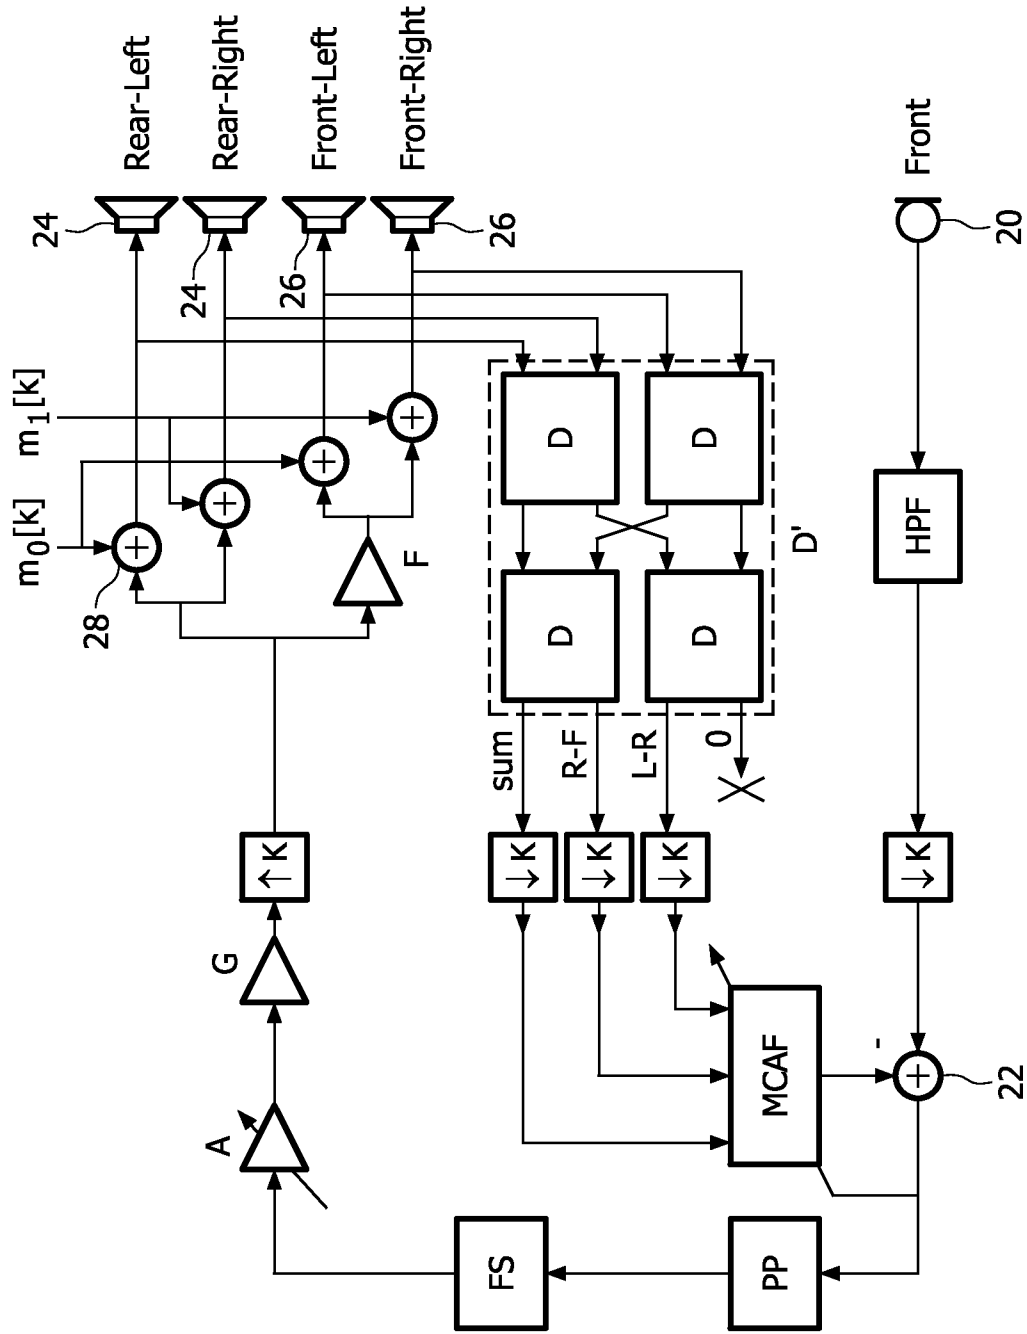 m0[k]
m1[k]
24
28
Rear-Left
24
A
G
Rear-Right
↑K
26
Front-Left
F
Front-Right
FS
sum
26
↓K
D
D
R-F
↓K
L-R
↓K
D
D
0
PP
MCAF
D'
-
↓K
HPF
Front
22
20